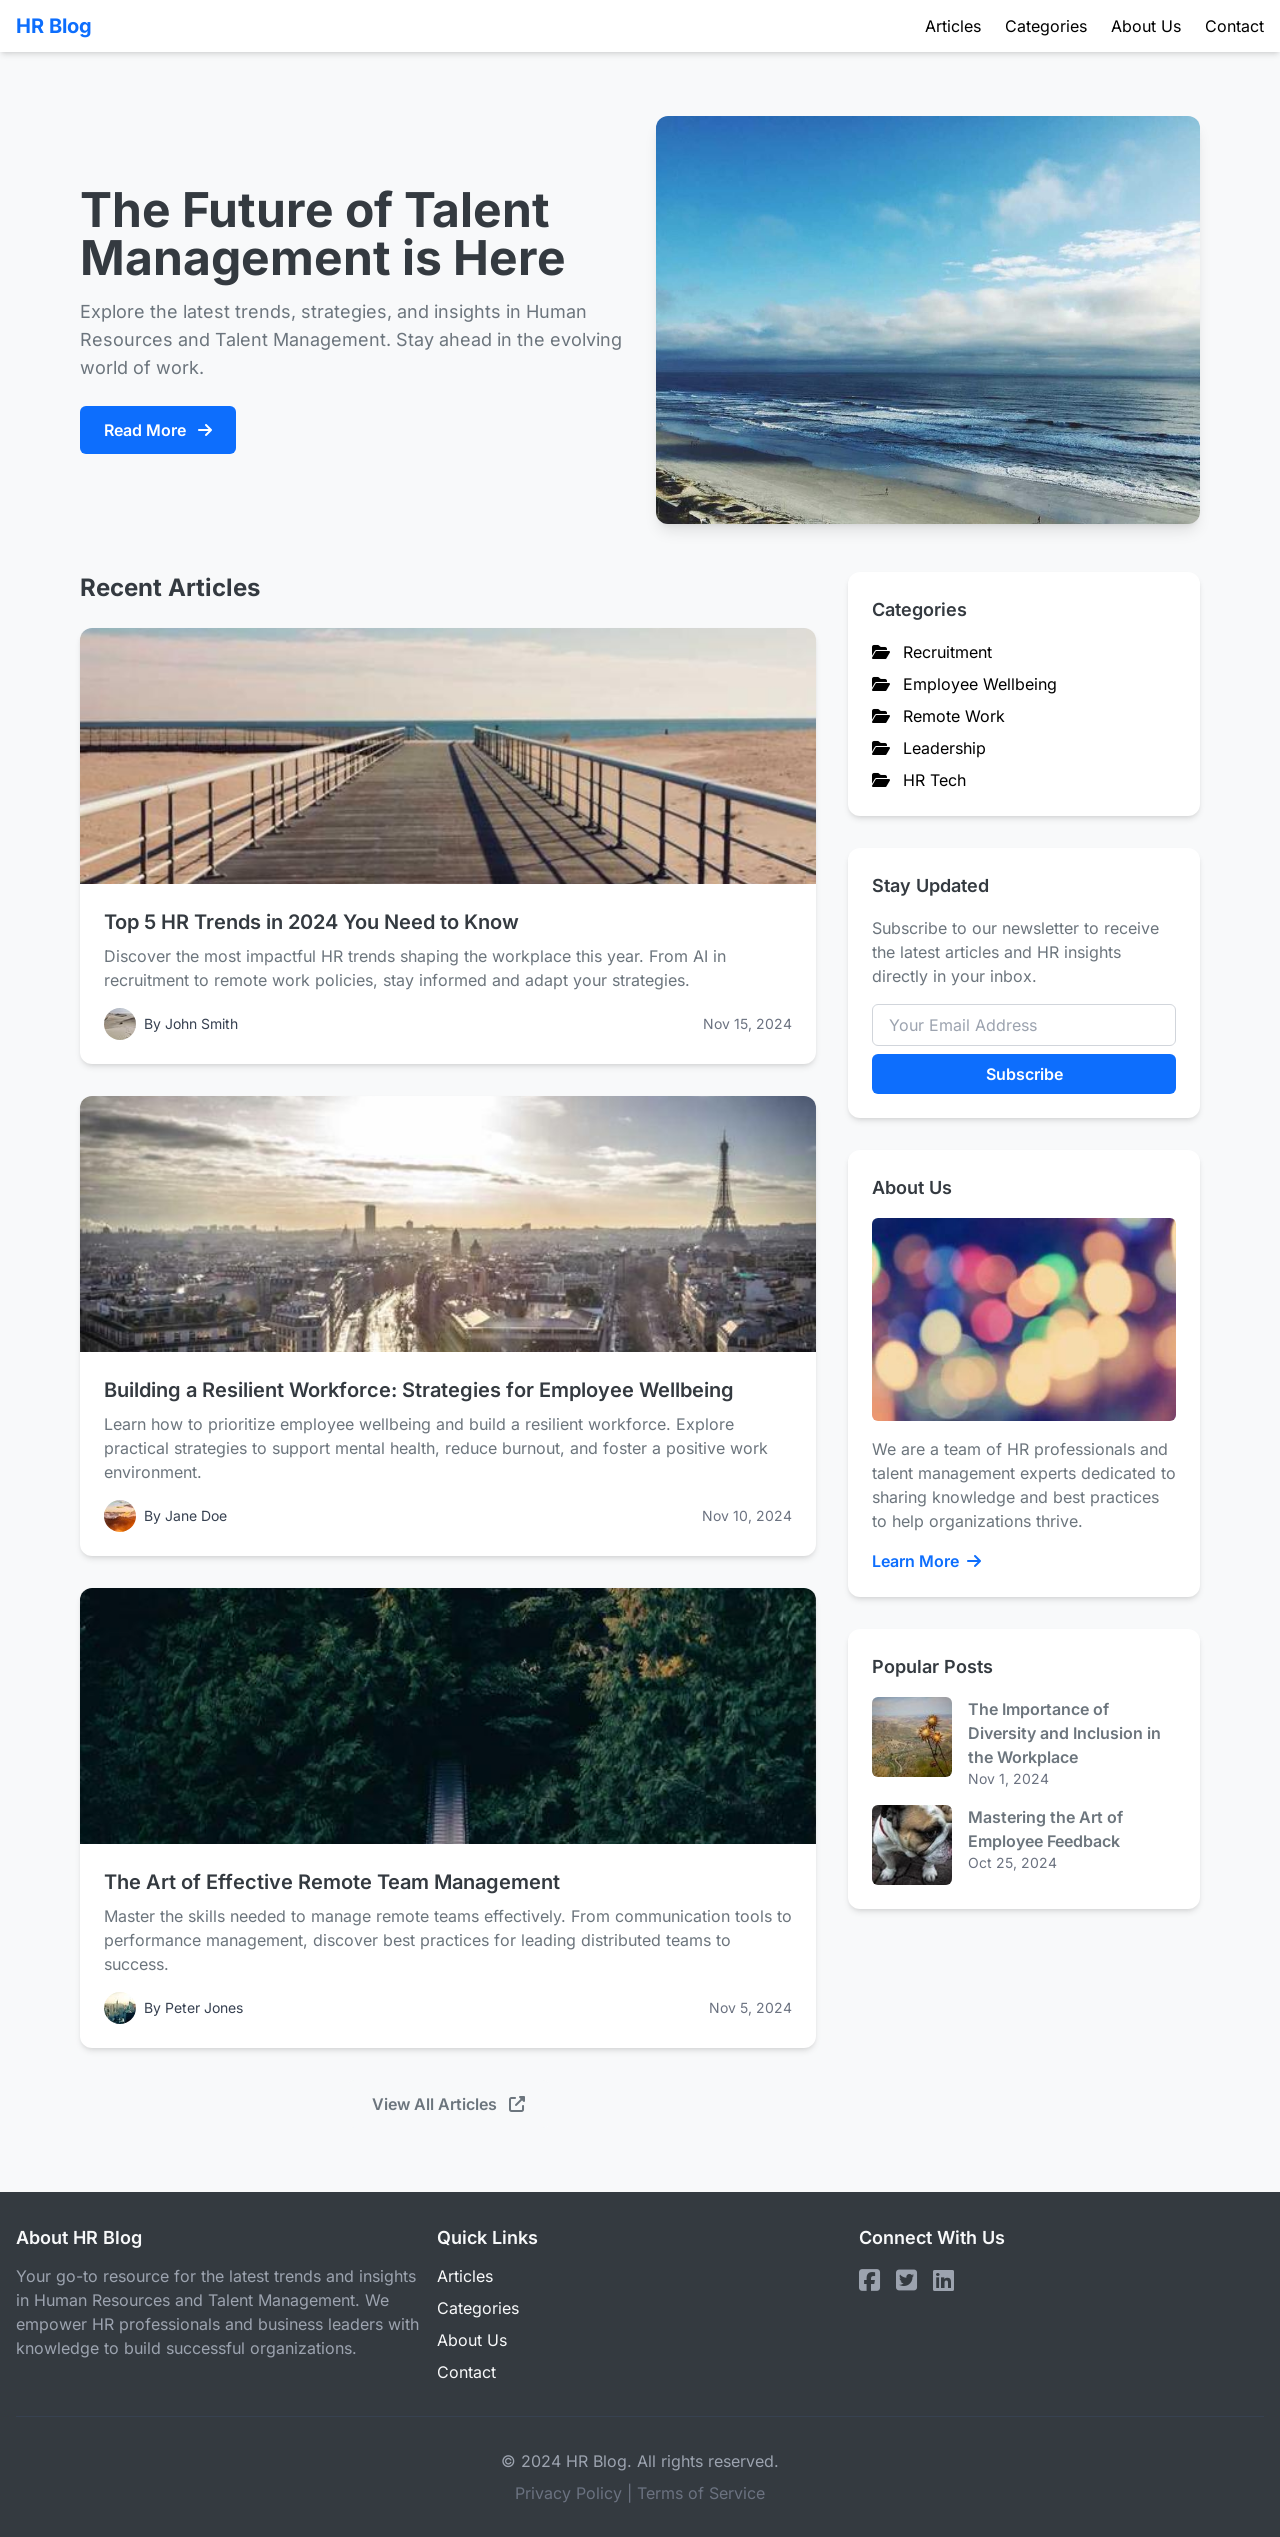 HR Blog
Articles
Categories
About Us
Contact
The Future of Talent
Management is Here
Explore the latest trends, strategies, and insights in Human
Resources and Talent Management. Stay ahead in the evolving
world of work.
Read More
Recent Articles
Top 5 HR Trends in 2024 You Need to Know
Discover the most impactful HR trends shaping the workplace this year. From AI in
recruitment to remote work policies, stay informed and adapt your strategies.
By John Smith
Nov 15, 2024
Building a Resilient Workforce: Strategies for Employee Wellbeing
Learn how to prioritize employee wellbeing and build a resilient workforce. Explore
practical strategies to support mental health, reduce burnout, and foster a positive work
environment.
By Jane Doe
Nov 10, 2024
The Art of Effective Remote Team Management
Master the skills needed to manage remote teams effectively. From communication tools to
performance management, discover best practices for leading distributed teams to
success.
By Peter Jones
Nov 5, 2024
View All Articles
Categories
Recruitment
Employee Wellbeing
Remote Work
Leadership
HR Tech
Stay Updated
Subscribe to our newsletter to receive
the latest articles and HR insights
directly in your inbox.
Your Email Address
Subscribe
About Us
We are a team of HR professionals and
talent management experts dedicated to
sharing knowledge and best practices
to help organizations thrive.
Learn More
Popular Posts
The Importance of
Diversity and Inclusion in
the Workplace
Nov 1, 2024
Mastering the Art of
Employee Feedback
Oct 25, 2024
About HR Blog
Your go-to resource for the latest trends and insights
in Human Resources and Talent Management. We
empower HR professionals and business leaders with
knowledge to build successful organizations.
Quick Links
Articles
Categories
About Us
Contact
Connect With Us
© 2024 HR Blog. All rights reserved.
Privacy Policy | Terms of Service